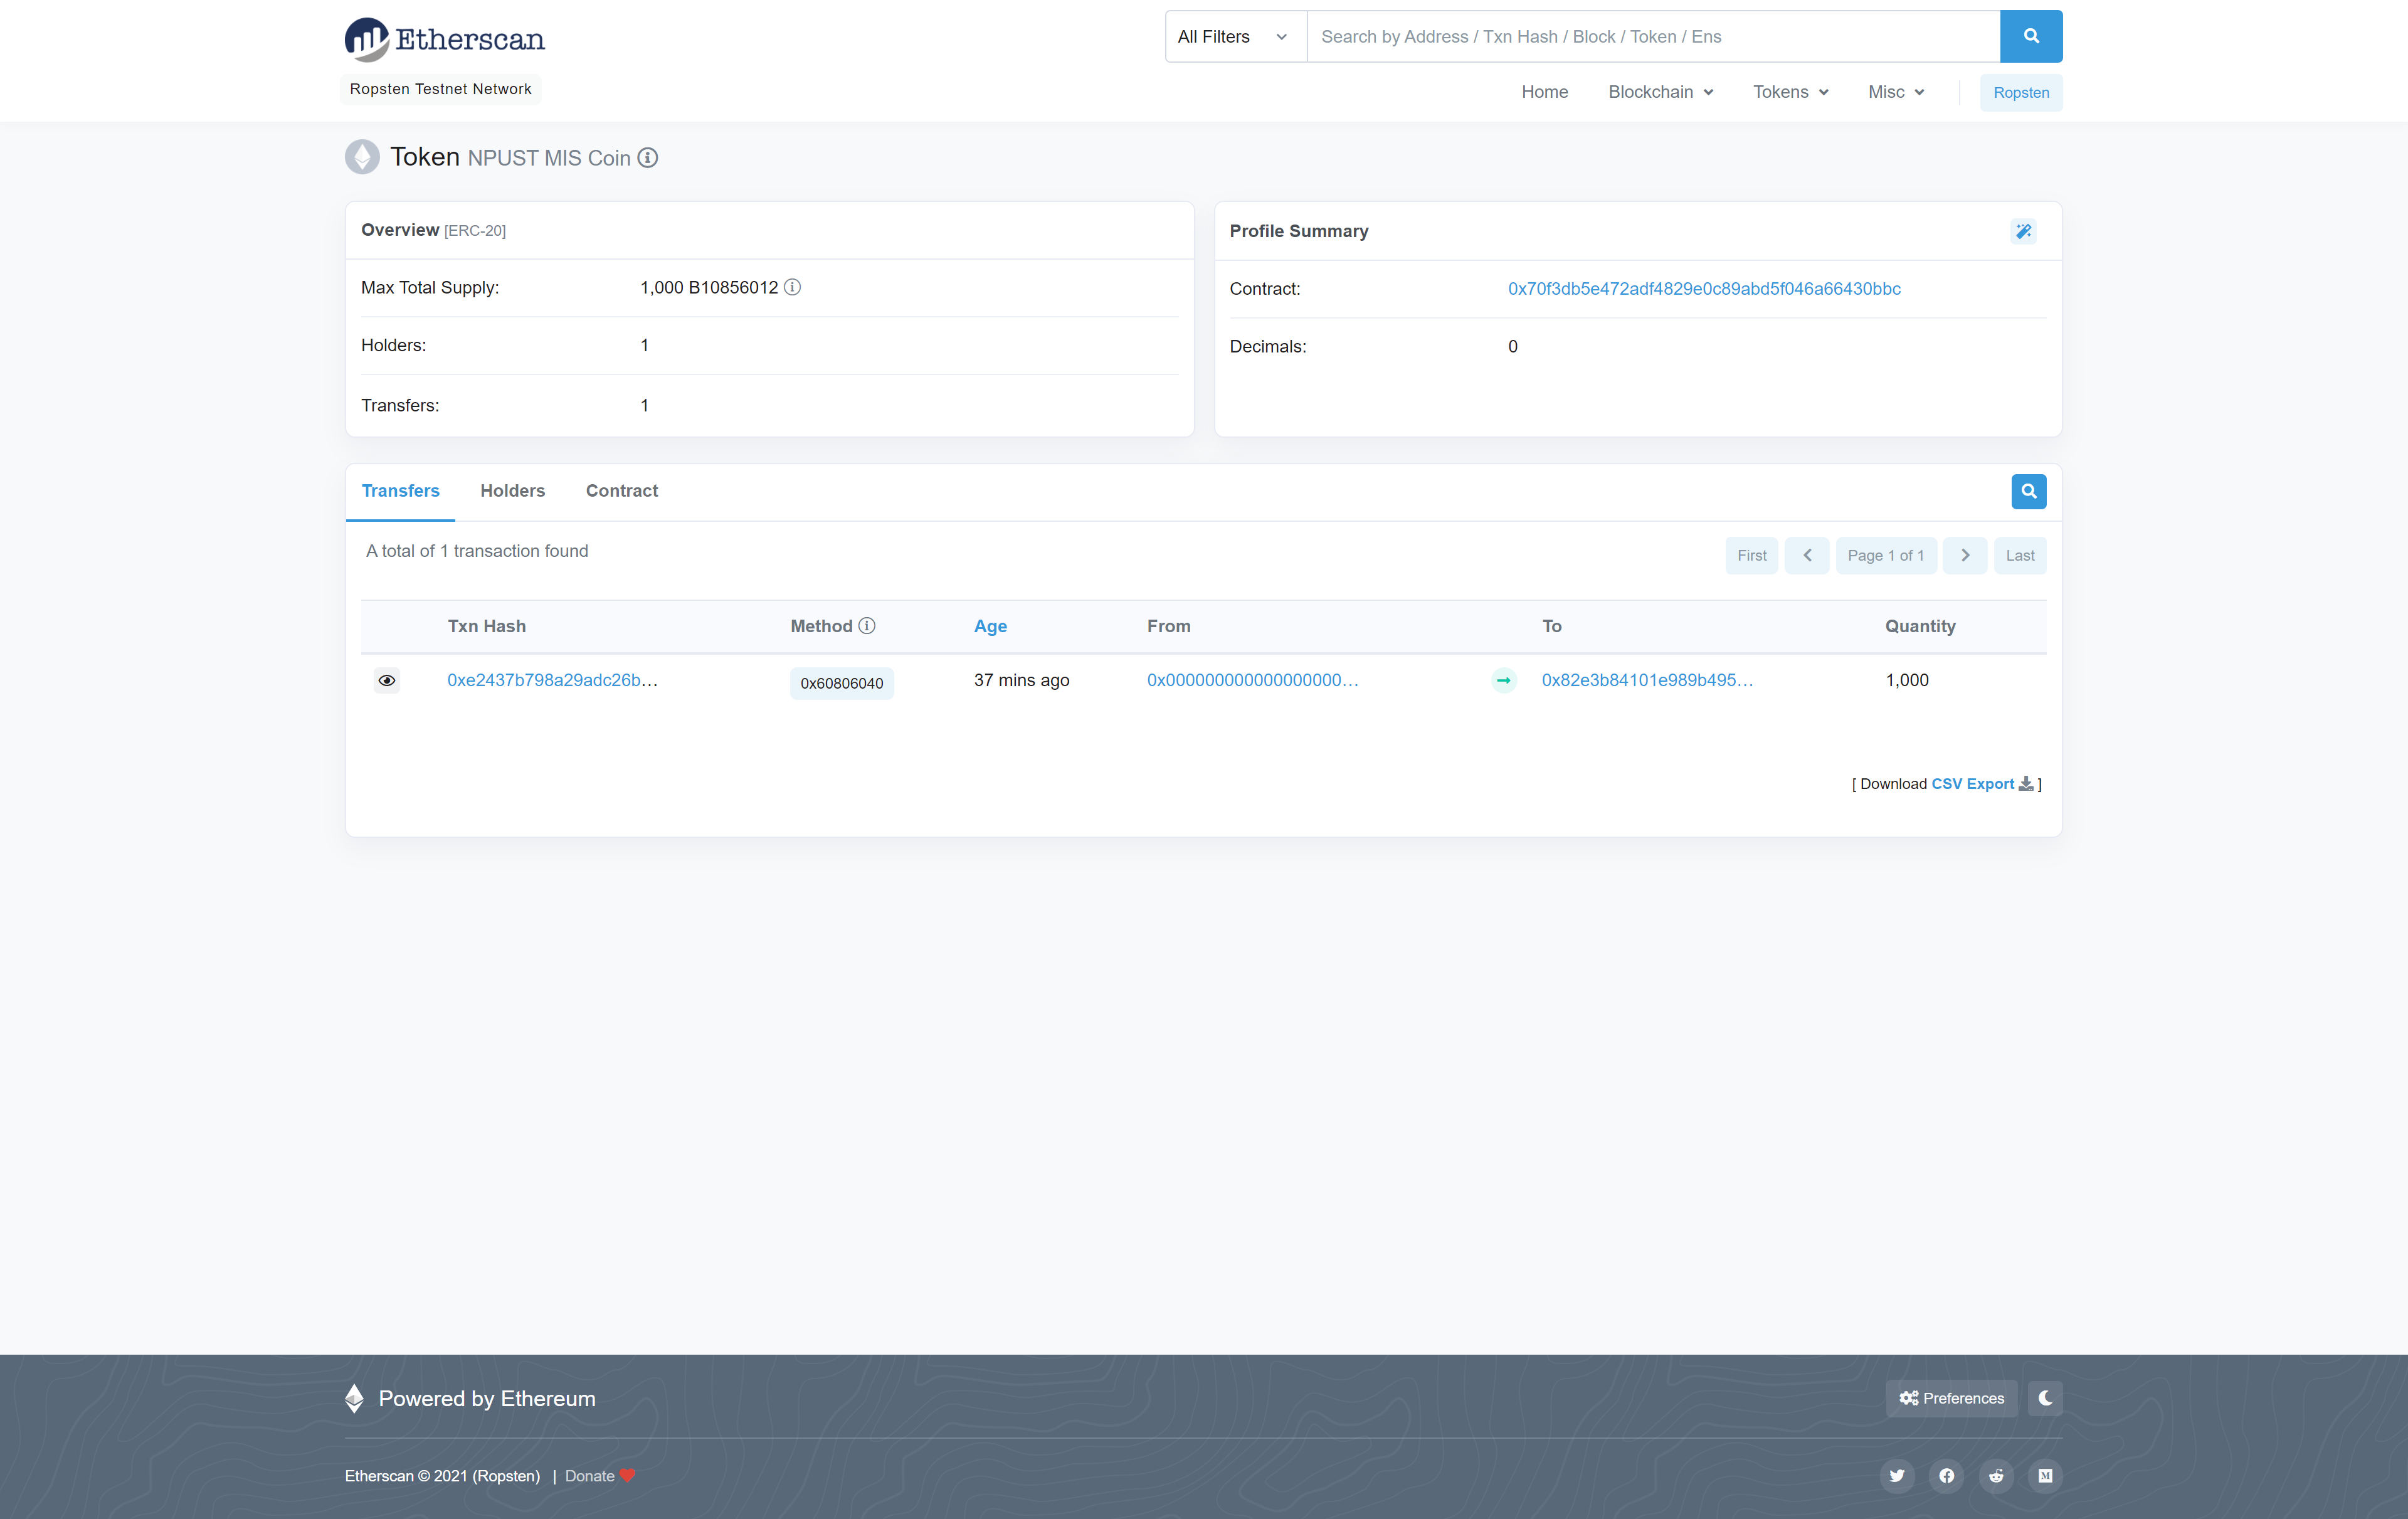 Etherscan
All Filters
Search by Address / Txn Hash / Block / Token / Ens
Ropsten Testnet Network
Home Blockchain Tokens Misc Ropsten
Token NPUST MIS Coin
Overview [ERC-20]
Max Total Supply: 1,000 B10856012
Holders: 1
Transfers: 1
Profile Summary
Contract: 0x70f3db5e472adf4829e0c89abd5f046a66430bbc
Decimals: 0
Transfers Holders Contract
A total of 1 transaction found
First Page 1 of 1 Last
Txn Hash Method Age From To Quantity
0xe2437b798a29adc26b… 0x60806040 37 mins ago 0x000000000000000000… 0x82e3b84101e989b495… 1,000
[ Download CSV Export ]
Powered by Ethereum
Preferences
Etherscan © 2021 (Ropsten) | Donate